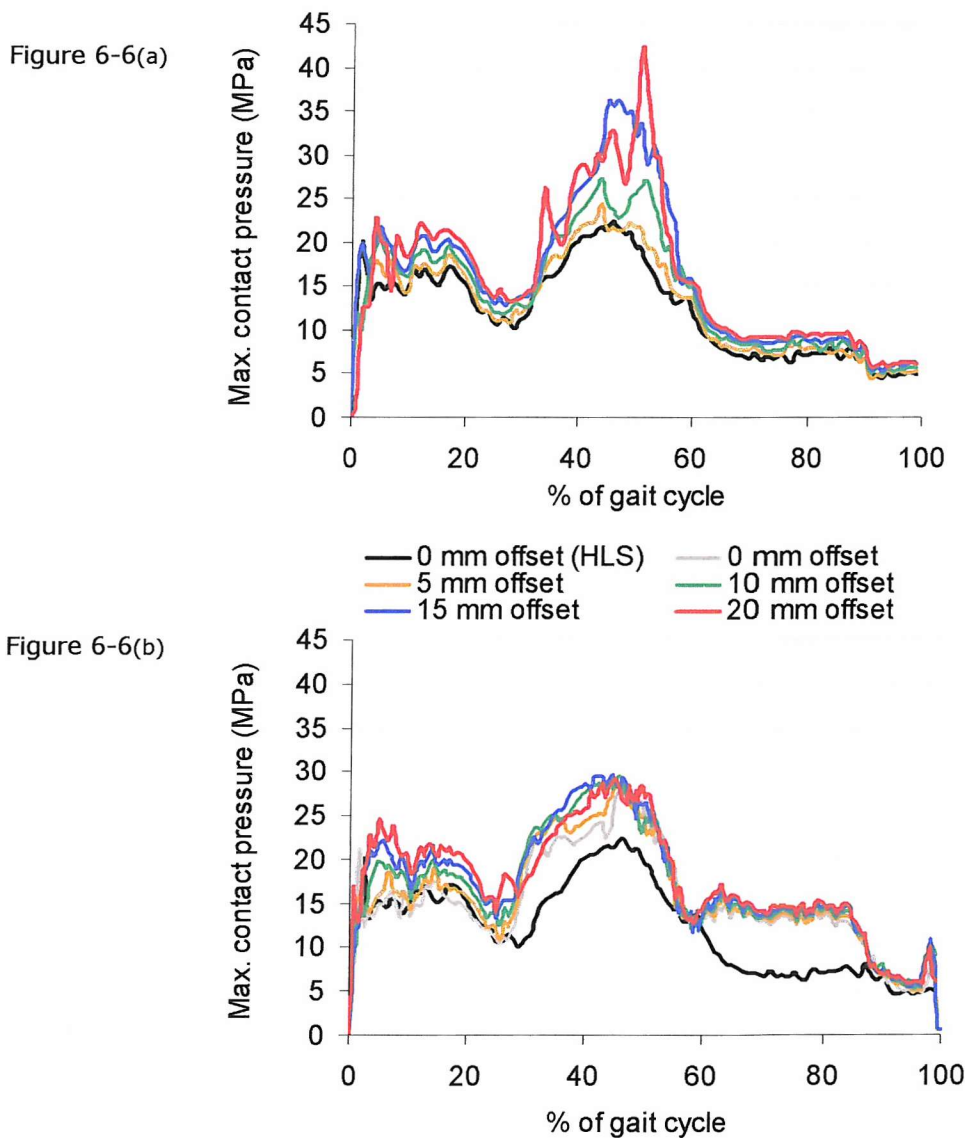 Figure 6-6(a)
Max. contact pressure (MPa)
45
40
35
30
25
20
15
10
5
0
0 20 40 60 80 100
% of gait cycle
0 mm offset (HLS) 0 mm offset
5 mm offset 10 mm offset
15 mm offset 20 mm offset
Figure 6-6(b)
Max. contact pressure (MPa)
45
40
35
30
25
20
15
10
5
0
0 20 40 60 80 100
% of gait cycle